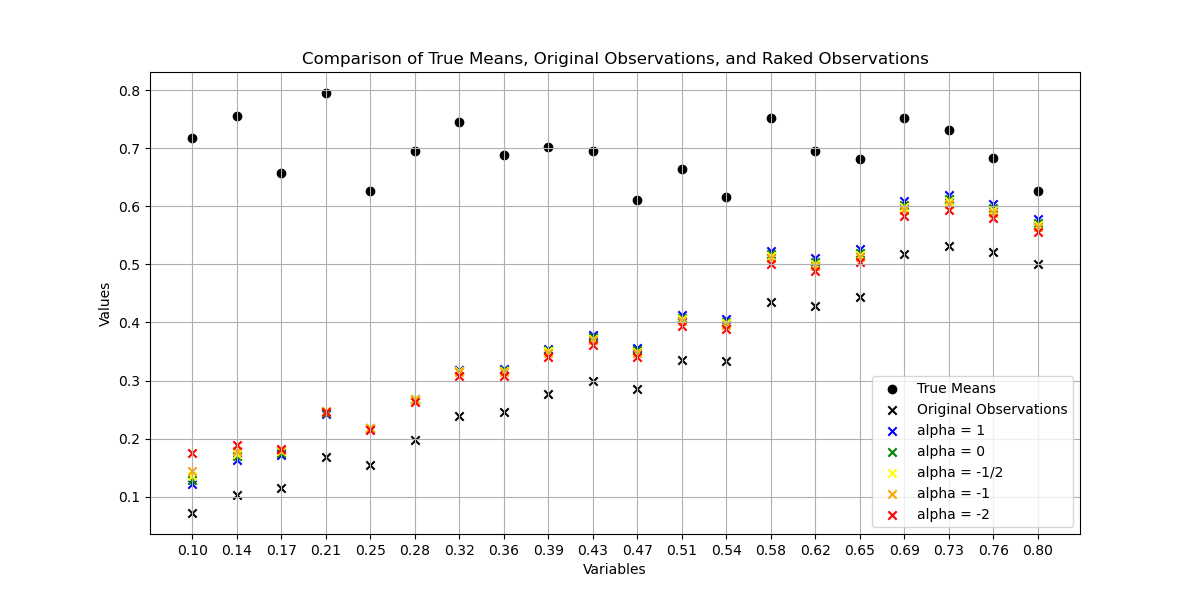 Comparison of True Means, Original Observations, and Raked Observations
Values
0.8
0.7
0.6
0.5
0.4
0.3
0.2
0.1
True Means
Original Observations
alpha = 1
alpha = 0
alpha = -1/2
alpha = -1
alpha = -2
0.10 0.14 0.17 0.21 0.25 0.28 0.32 0.36 0.39 0.43 0.47 0.51 0.54 0.58 0.62 0.65 0.69 0.73 0.76 0.80
Variables